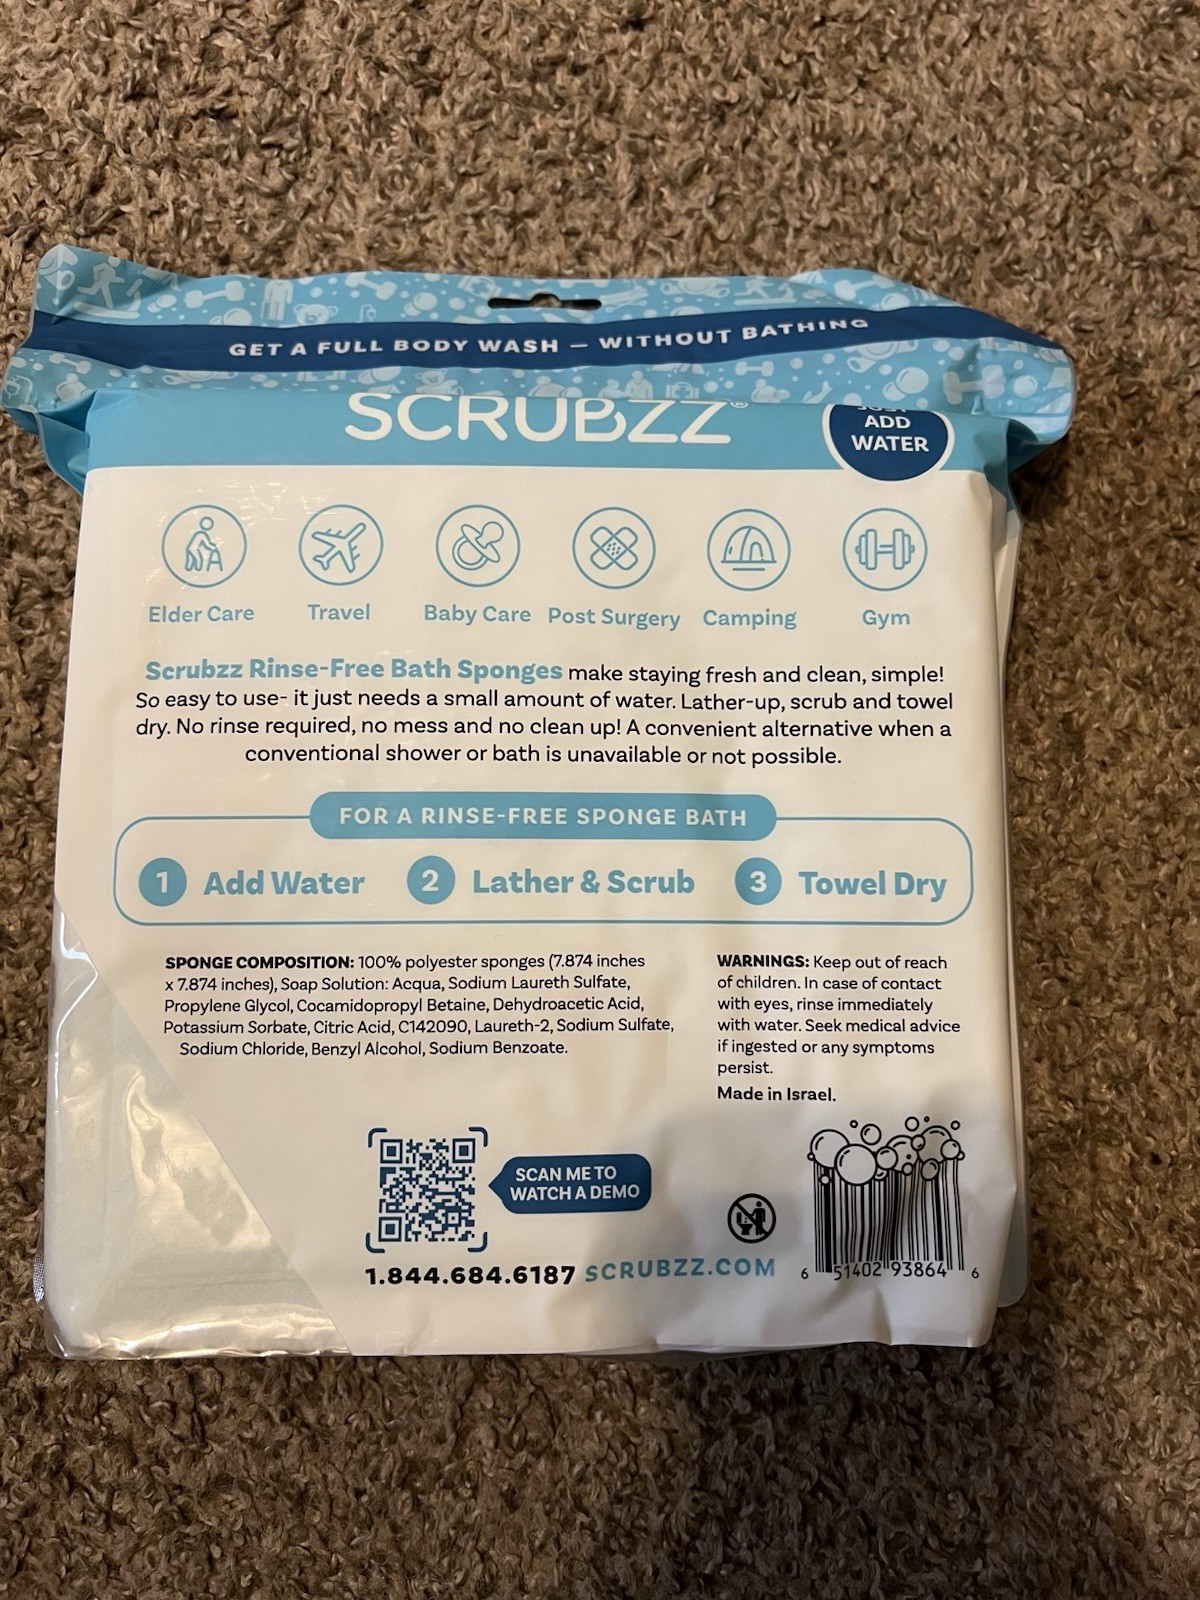 GET A FULL BODY WASH — WITHOUT BATHING
SCRUBZZ®
ADD
WATER
Elder Care
Travel
Baby Care
Post Surgery
Camping
Gym
Scrubzz Rinse-Free Bath Sponges make staying fresh and clean, simple!
So easy to use- it just needs a small amount of water. Lather-up, scrub and towel
dry. No rinse required, no mess and no clean up! A convenient alternative when a
conventional shower or bath is unavailable or not possible.
FOR A RINSE-FREE SPONGE BATH
1 Add Water
2 Lather & Scrub
3 Towel Dry
SPONGE COMPOSITION: 100% polyester sponges (7.874 inches
x 7.874 inches), Soap Solution: Acqua, Sodium Laureth Sulfate,
Propylene Glycol, Cocamidopropyl Betaine, Dehydroacetic Acid,
Potassium Sorbate, Citric Acid, C142090, Laureth-2, Sodium Sulfate,
Sodium Chloride, Benzyl Alcohol, Sodium Benzoate.
WARNINGS: Keep out of reach
of children. In case of contact
with eyes, rinse immediately
with water. Seek medical advice
if ingested or any symptoms
persist.
Made in Israel.
SCAN ME TO
WATCH A DEMO
1.844.684.6187 SCRUBZZ.COM
6 51402 93864 6